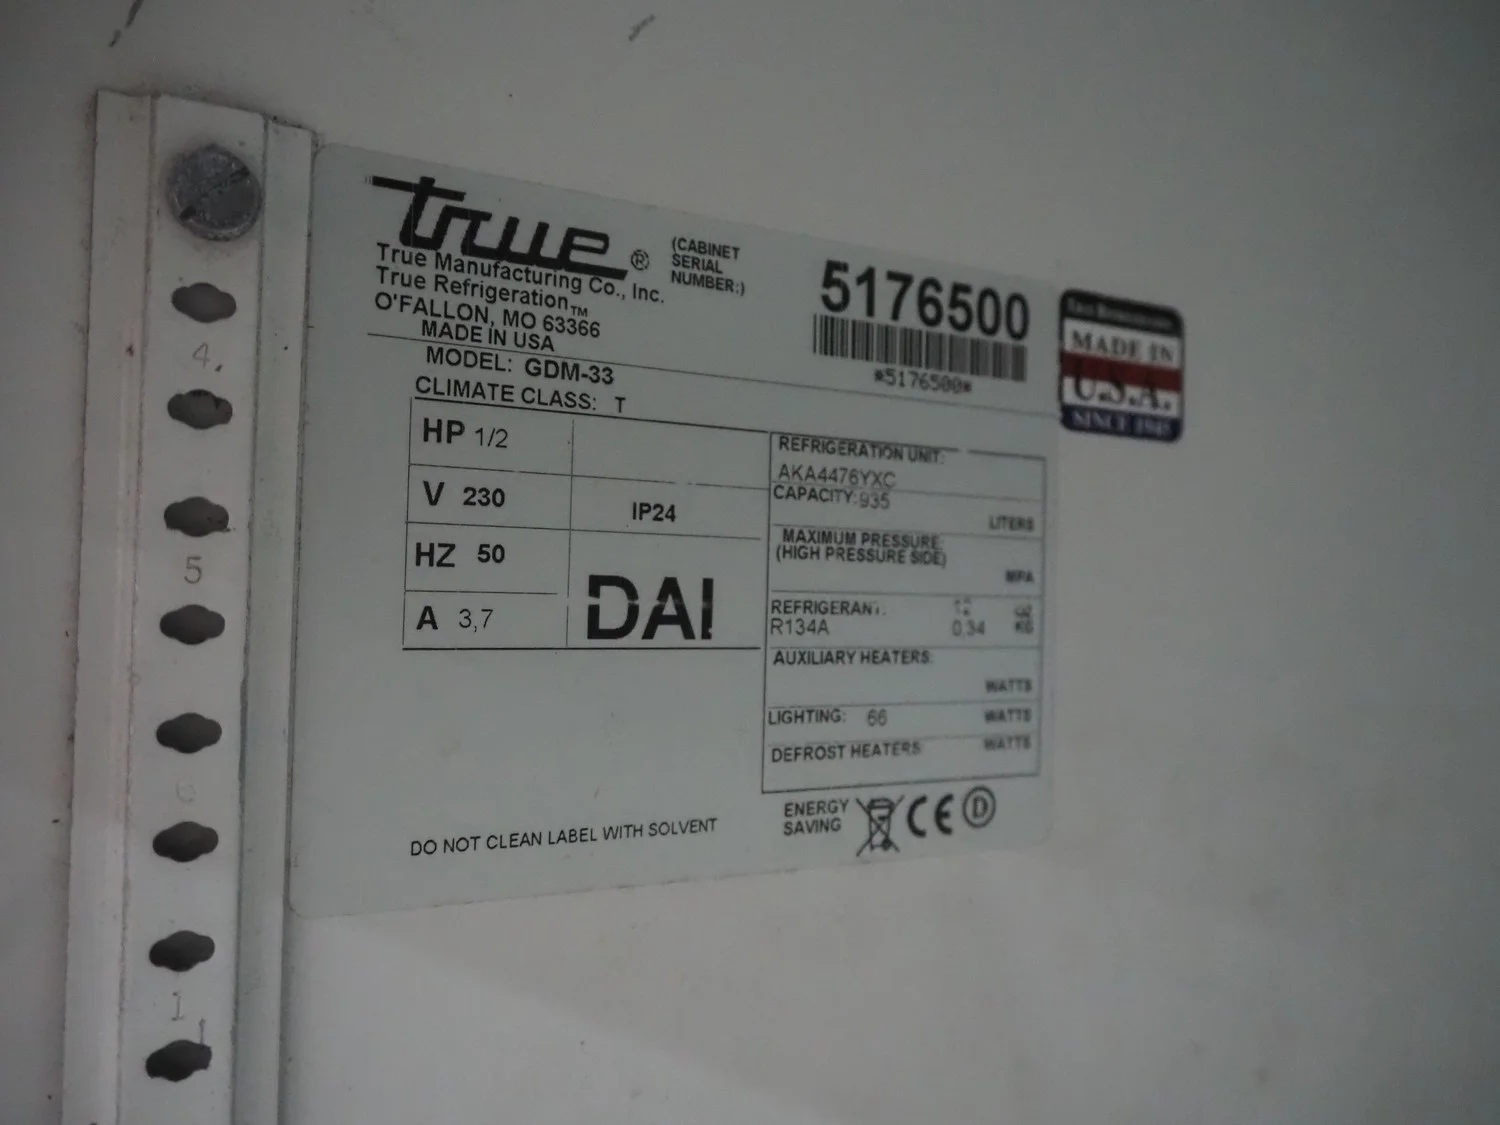 true®
True Manufacturing Co., Inc.
True Refrigeration™
O'FALLON, MO 63366
MADE IN USA
(CABINET
SERIAL
NUMBER:)
5176500
*5176500*
MADE IN
U.S.A.
SINCE 1945
MODEL: GDM-33
CLIMATE CLASS: T
HP 1/2
V 230
IP24
HZ 50
A 3,7
DAI
REFRIGERATION UNIT:
AKA4476YXC
CAPACITY: 935
LITERS
MAXIMUM PRESSURE
(HIGH PRESSURE SIDE)
MPA
REFRIGERANT: 12 OZ
R134A 0.34 KG
AUXILIARY HEATERS:
WATTS
LIGHTING: 66 WATTS
DEFROST HEATERS WATTS
ENERGY
SAVING
CE D
DO NOT CLEAN LABEL WITH SOLVENT
4
5
6
1